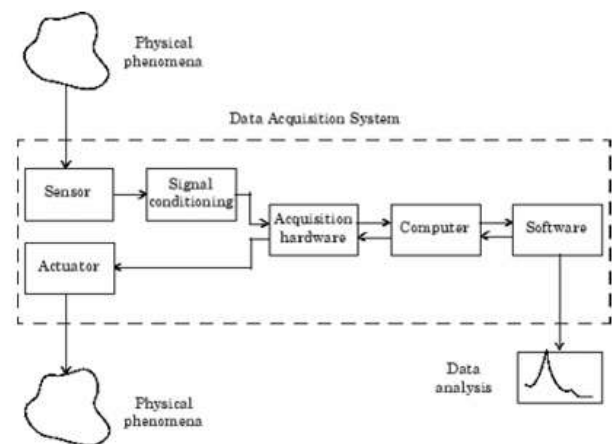 Physical
phenomena
Data Acquisition System
Sensor
Signal
conditioning
Acquisition
hardware
Computer
Software
Actuator
Physical
phenomena
Data
analysis